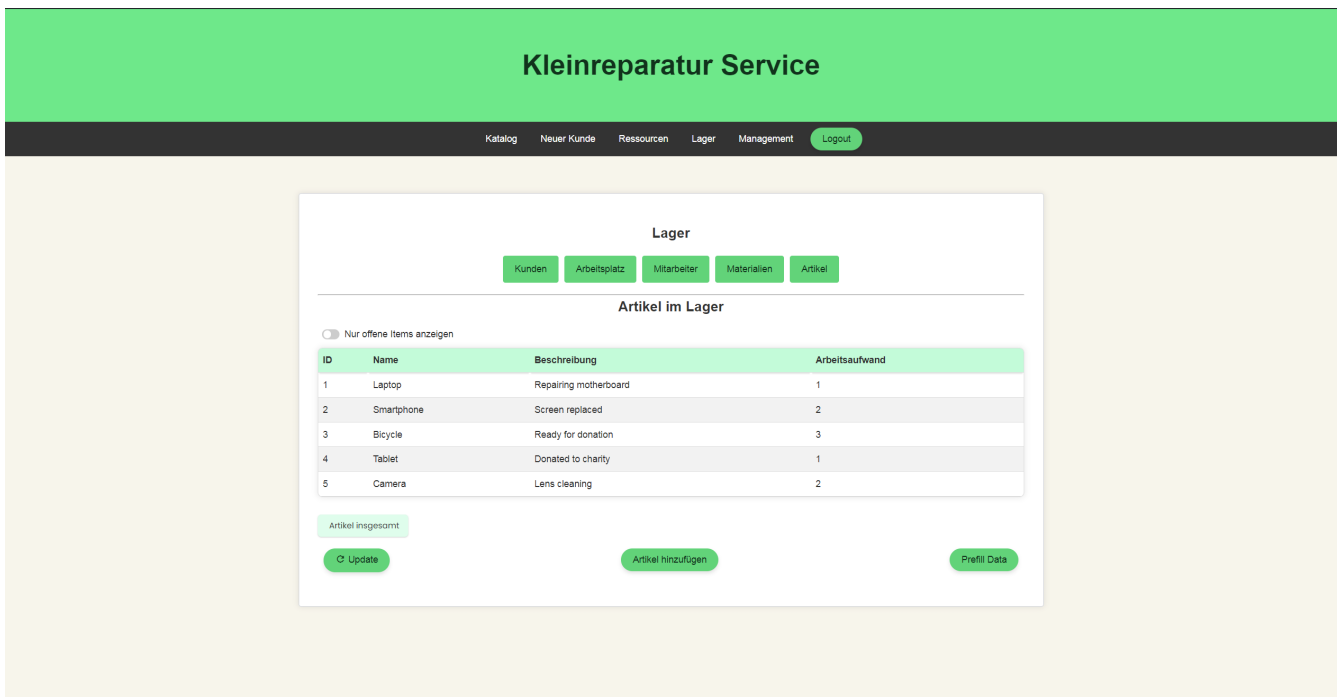 Kleinreparatur Service
Katalog Neuer Kunde Ressourcen Lager Management Logout
Lager
Kunden Arbeitsplatz Mitarbeiter Materialien Artikel
Artikel im Lager
Nur offene Items anzeigen
ID Name Beschreibung Arbeitsaufwand
1 Laptop Repairing motherboard 1
2 Smartphone Screen replaced 2
3 Bicycle Ready for donation 3
4 Tablet Donated to charity 1
5 Camera Lens cleaning 2
Artikel insgesamt
Update Artikel hinzufügen Prefill Data